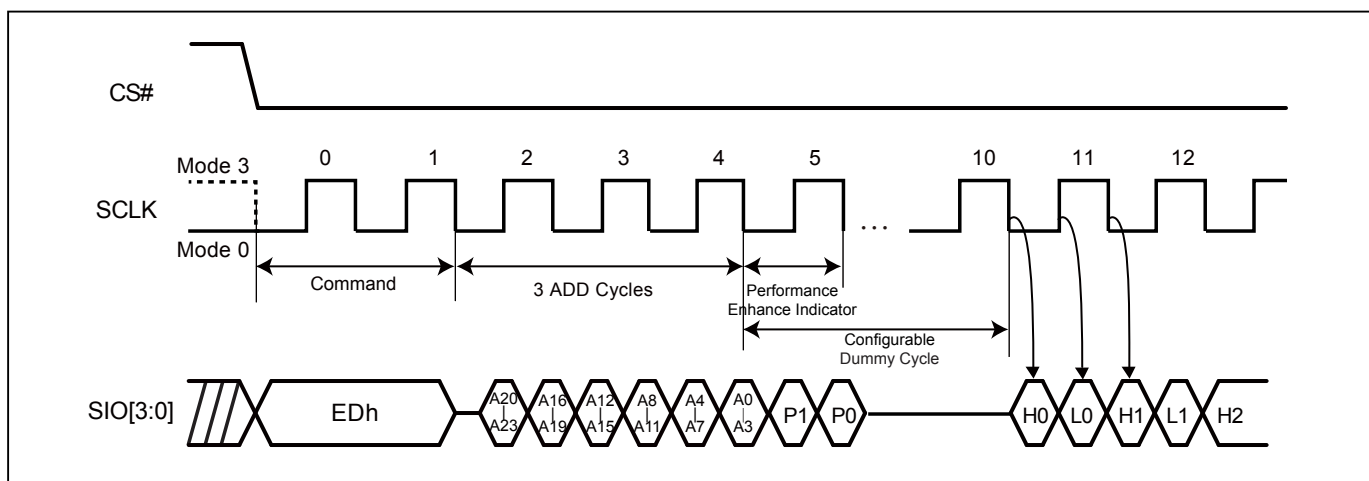 CS#
Mode 3
0 1 2 3 4 5 10 11 12
SCLK
...
Mode 0
Command
3 ADD Cycles
Performance
Enhance Indicator
Configurable
Dummy Cycle
SIO[3:0]
EDh
A20
|
A23
A16
|
A19
A12
|
A15
A8
|
A11
A4
|
A7
A0
|
A3
P1
P0
H0
L0
H1
L1
H2